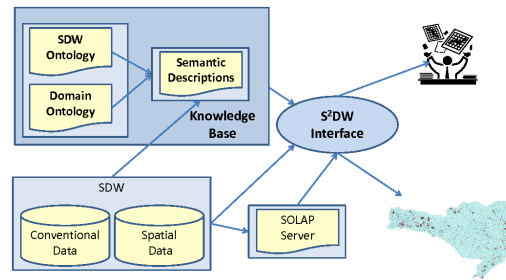 SDW
Ontology
Domain
Ontology
Semantic
Descriptions
Knowledge
Base
S²DW
Interface
SDW
Conventional
Data
Spatial
Data
SOLAP
Server